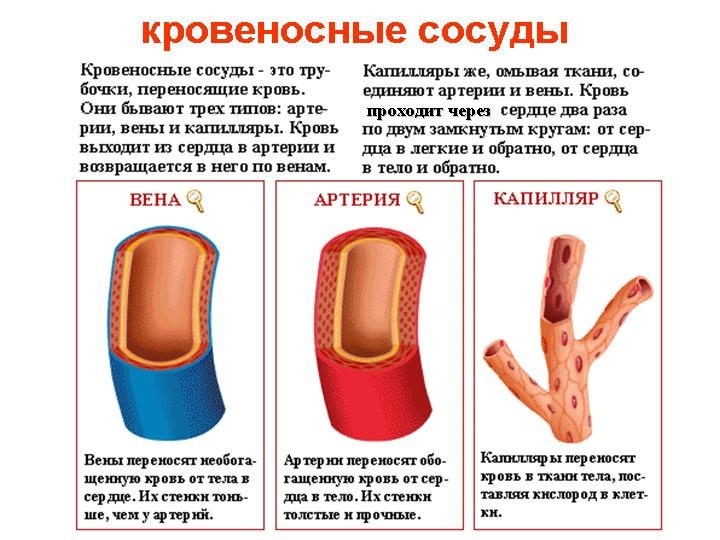 кровеносные сосуды
Кровеносные сосуды - это тру-
бочки, переносящие кровь.
Они бывают трех типов: арте-
рии, вены и капилляры. Кровь
выходит из сердца в артерии и
возвращается в него по венам.
Капилляры же, омывая ткани, со-
единяют артерии и вены. Кровь
проходит через сердце два раза
по двум замкнутым кругам: от сер-
дца в легкие и обратно, от сердца
в тело и обратно.
ВЕНА
Вены переносят необога-
щенную кровь от тела в
сердце. Их стенки тонь-
ше, чем у артерий.
АРТЕРИЯ
Артерии переносят обо-
гащенную кровь от сер-
дца в тело. Их стенки
толстые и прочные.
КАПИЛЛЯР
Капилляры переносят
кровь в ткани тела, пос-
тавляя кислород в клет-
ки.